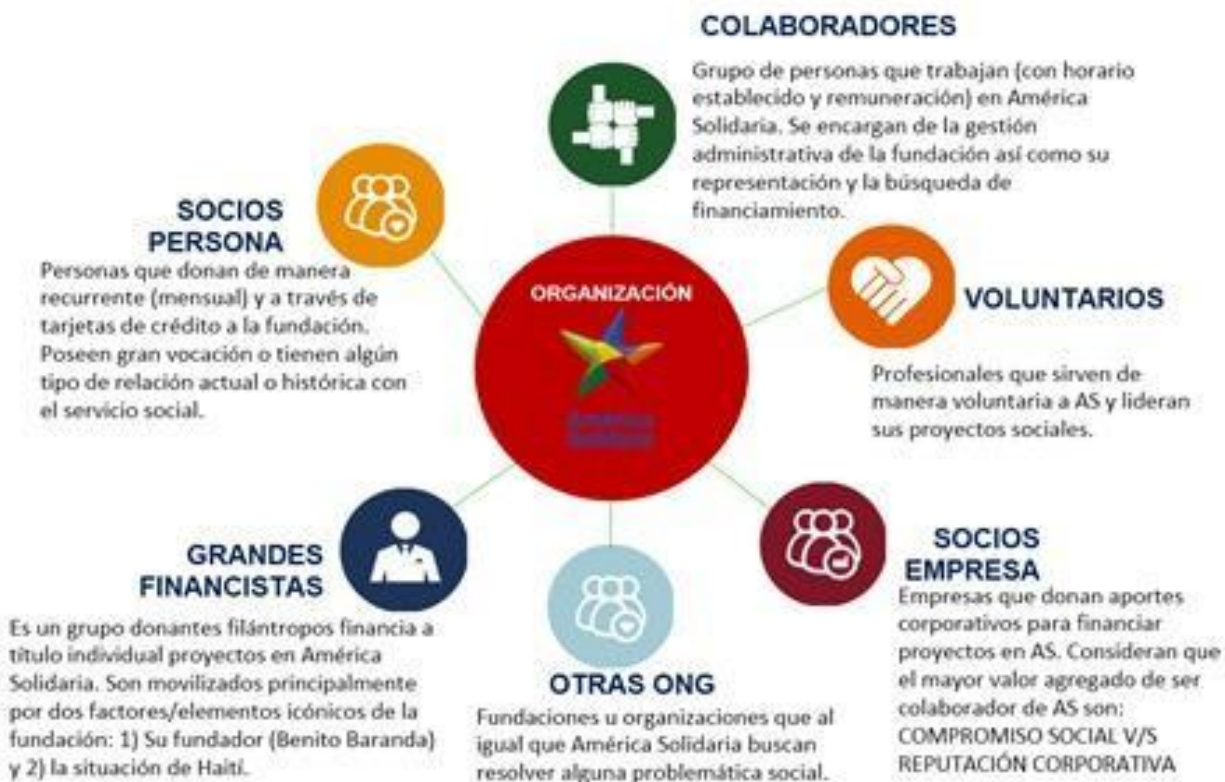 COLABORADORES
Grupo de personas que trabajan (con horario
establecido y remuneración) en América
Solidaria. Se encargan de la gestión
administrativa de la fundación así como su
representación y la búsqueda de
financiamiento.
SOCIOS
PERSONA
Personas que donan de manera
recurrente (mensual) y a través de
tarjetas de crédito a la fundación.
Poseen gran vocación o tienen algún
tipo de relación actual o histórica con
el servicio social.
ORGANIZACIÓN
América
Solidaria
VOLUNTARIOS
Profesionales que sirven de
manera voluntaria a AS y lideran
sus proyectos sociales.
GRANDES
FINANCISTAS
Es un grupo donantes filántropos financia a
título individual proyectos en América
Solidaria. Son movilizados principalmente
por dos factores/elementos icónicos de la
fundación: 1) Su fundador (Benito Baranda)
y 2) la situación de Haití.
OTRAS ONG
Fundaciones u organizaciones que al
igual que América Solidaria buscan
resolver alguna problemática social.
SOCIOS
EMPRESA
Empresas que donan aportes
corporativos para financiar
proyectos en AS. Consideran que
el mayor valor agregado de ser
colaborador de AS son:
COMPROMISO SOCIAL V/S
REPUTACIÓN CORPORATIVA